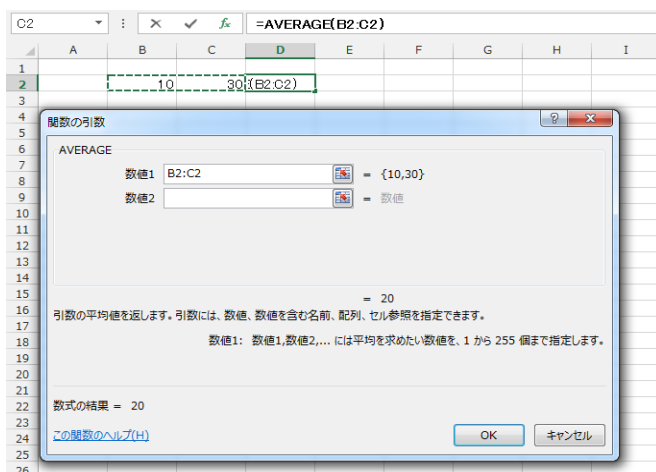 C2 =AVERAGE(B2:C2)
A B C D E F G H I
1
2 10 30 :(B2:C2)
3
4
5
6
7
8
9
10
11
12
13
14
15
16
17
18
19
20
21
22
23
24
25
26
関数の引数
AVERAGE
数値1 B2:C2 = {10,30}
数値2 = 数値
= 20
引数の平均値を返します。引数には、数値、数値を含む名前、配列、セル参照を指定できます。
数値1: 数値1,数値2,... には平均を求めたい数値を、1 から 255 個まで指定します。
数式の結果 = 20
この関数のヘルプ(H)
OK キャンセル